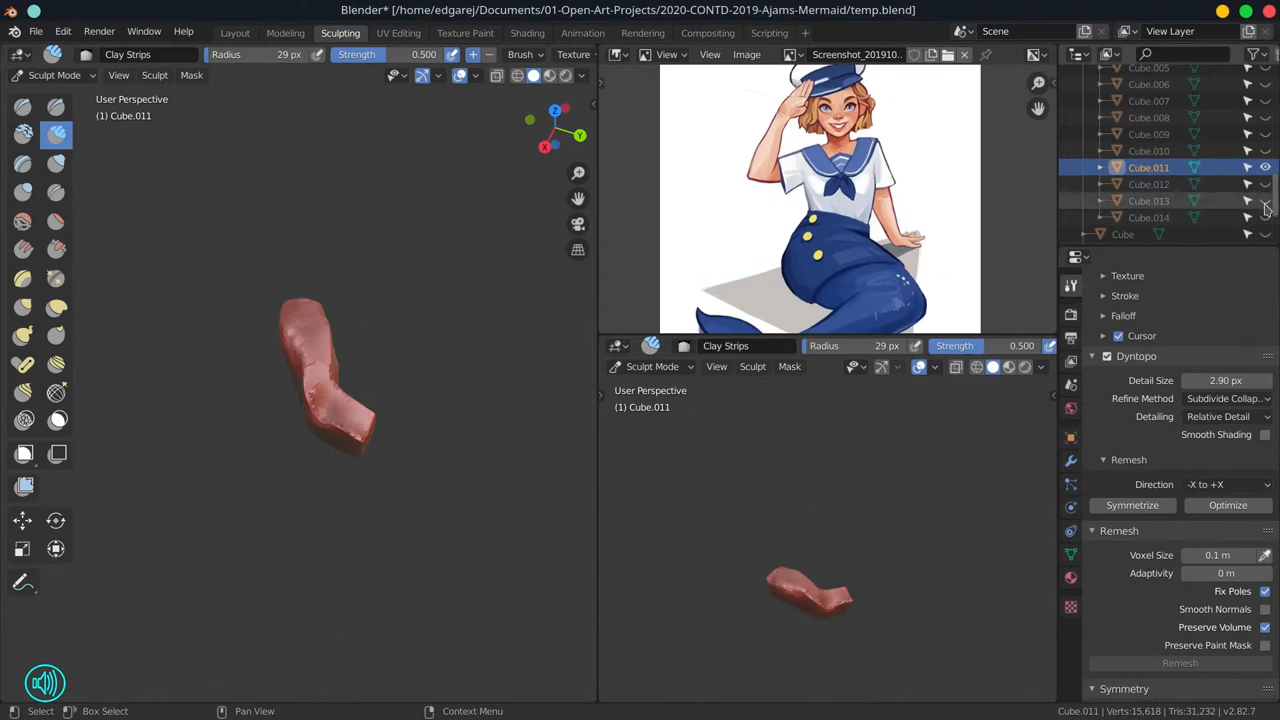 Blender* [/home/edgarej/Documents/01-Open-Art-Projects/2020-CONTD-2019-Ajams-Mermaid/temp.blend]
File Edit Render Window Help Layout Modeling Sculpting UV Editing Texture Paint Shading Animation Rendering Compositing Scripting Scene View Layer
Clay Strips Radius 29 px Strength 0.500 Brush Texture View View Image Screenshot_201910..
Sculpt Mode View Sculpt Mask
User Perspective
(1) Cube.011
Z
Y
X
Cube.005
Cube.006
Cube.007
Cube.008
Cube.009
Cube.010
Cube.011
Cube.012
Cube.013
Cube.014
Cube
Texture
Stroke
Falloff
Cursor
Dyntopo
Detail Size 2.90 px
Refine Method Subdivide Collap..
Detailing Relative Detail
Smooth Shading
Remesh
Direction -X to +X
Symmetrize Optimize
Remesh
Voxel Size 0.1 m
Adaptivity 0 m
Fix Poles
Smooth Normals
Preserve Volume
Preserve Paint Mask
Remesh
Symmetry
Clay Strips Radius 29 px Strength 0.500
Sculpt Mode View Sculpt Mask
User Perspective
(1) Cube.011
Select Box Select Pan View Context Menu Cube.011 | Verts:15,618 | Tris:31,232 | v2.82.7